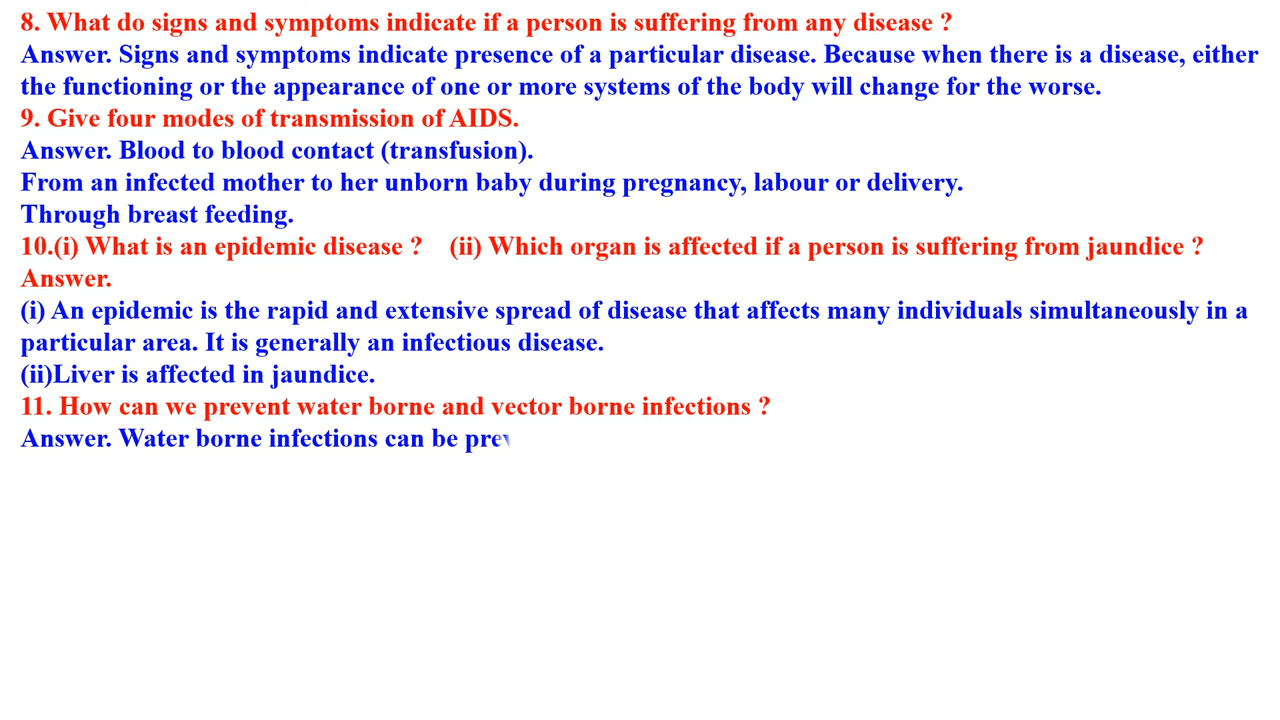 8. What do signs and symptoms indicate if a person is suffering from any disease ?
Answer. Signs and symptoms indicate presence of a particular disease. Because when there is a disease, either
the functioning or the appearance of one or more systems of the body will change for the worse.
9. Give four modes of transmission of AIDS.
Answer. Blood to blood contact (transfusion).
From an infected mother to her unborn baby during pregnancy, labour or delivery.
Through breast feeding.
10.(i) What is an epidemic disease ? (ii) Which organ is affected if a person is suffering from jaundice ?
Answer.
(i) An epidemic is the rapid and extensive spread of disease that affects many individuals simultaneously in a
particular area. It is generally an infectious disease.
(ii)Liver is affected in jaundice.
11. How can we prevent water borne and vector borne infections ?
Answer. Water borne infections can be